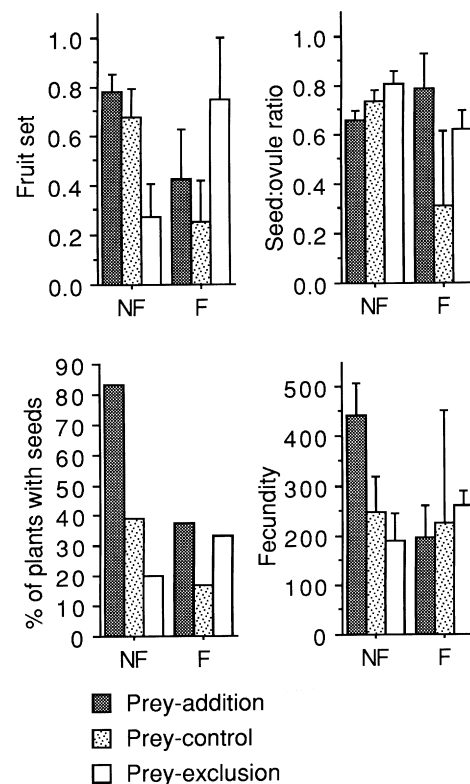 Fruit set
1.0
0.8
0.6
0.4
0.2
0.0
NF F
Seed:ovule ratio
1.0
0.8
0.6
0.4
0.2
0.0
NF F
% of plants with seeds
90
80
70
60
50
40
30
20
10
0
NF F
Fecundity
500
400
300
200
100
0
NF F
Prey-addition
Prey-control
Prey-exclusion